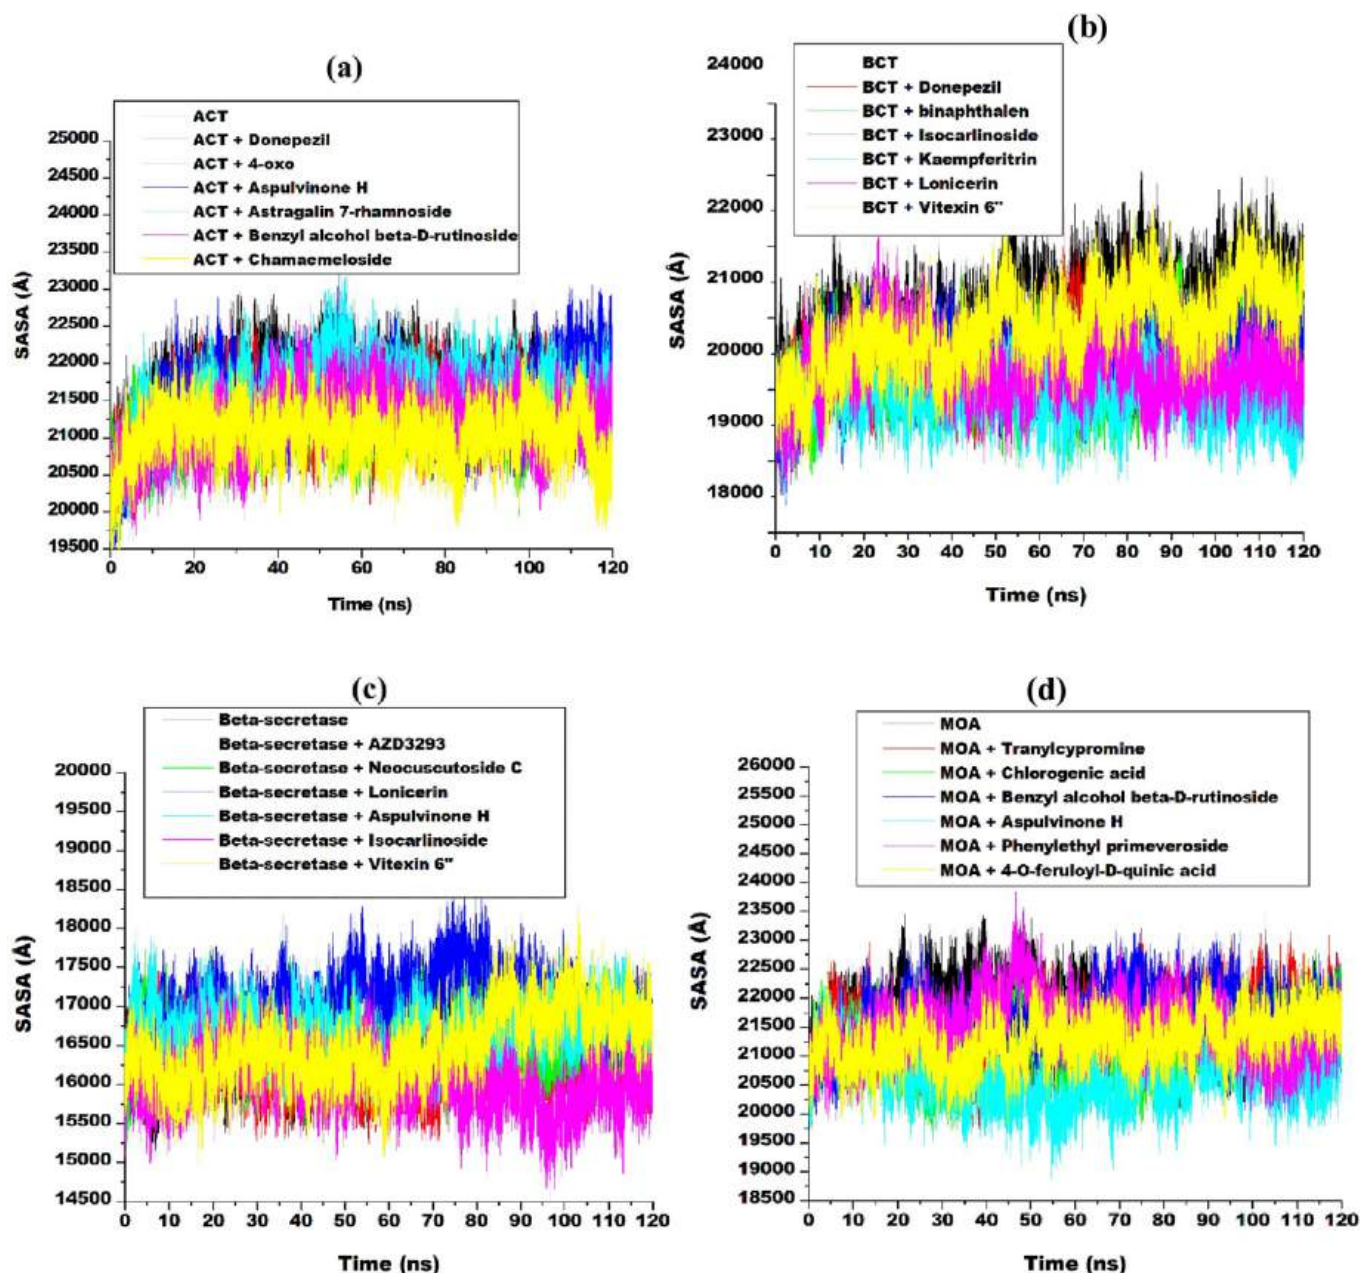 (a)
ACT
ACT + Donepezil
ACT + 4-oxo
ACT + Aspulvinone H
ACT + Astragalin 7-rhamnoside
ACT + Benzyl alcohol beta-D-rutinoside
ACT + Chamaemeloside
25000
24500
24000
23500
23000
22500
22000
21500
21000
20500
20000
19500
SASA (Å)
0 20 40 60 80 100 120
Time (ns)
(b)
BCT
BCT + Donepezil
BCT + binaphthalen
BCT + Isocarlinoside
BCT + Kaempferitrin
BCT + Lonicerin
BCT + Vitexin 6"
24000
23000
22000
21000
20000
19000
18000
SASA (Å)
0 10 20 30 40 50 60 70 80 90 100 110 120
Time (ns)
(c)
Beta-secretase
Beta-secretase + AZD3293
Beta-secretase + Neocuscutoside C
Beta-secretase + Lonicerin
Beta-secretase + Aspulvinone H
Beta-secretase + Isocarlinoside
Beta-secretase + Vitexin 6"
20000
19500
19000
18500
18000
17500
17000
16500
16000
15500
15000
14500
SASA (Å)
0 10 20 30 40 50 60 70 80 90 100 110 120
Time (ns)
(d)
MOA
MOA + Tranylcypromine
MOA + Chlorogenic acid
MOA + Benzyl alcohol beta-D-rutinoside
MOA + Aspulvinone H
MOA + Phenylethyl primeveroside
MOA + 4-O-feruloyl-D-quinic acid
26000
25500
25000
24500
24000
23500
23000
22500
22000
21500
21000
20500
20000
19500
19000
18500
SASA (Å)
0 10 20 30 40 50 60 70 80 90 100 110 120
Time (ns)